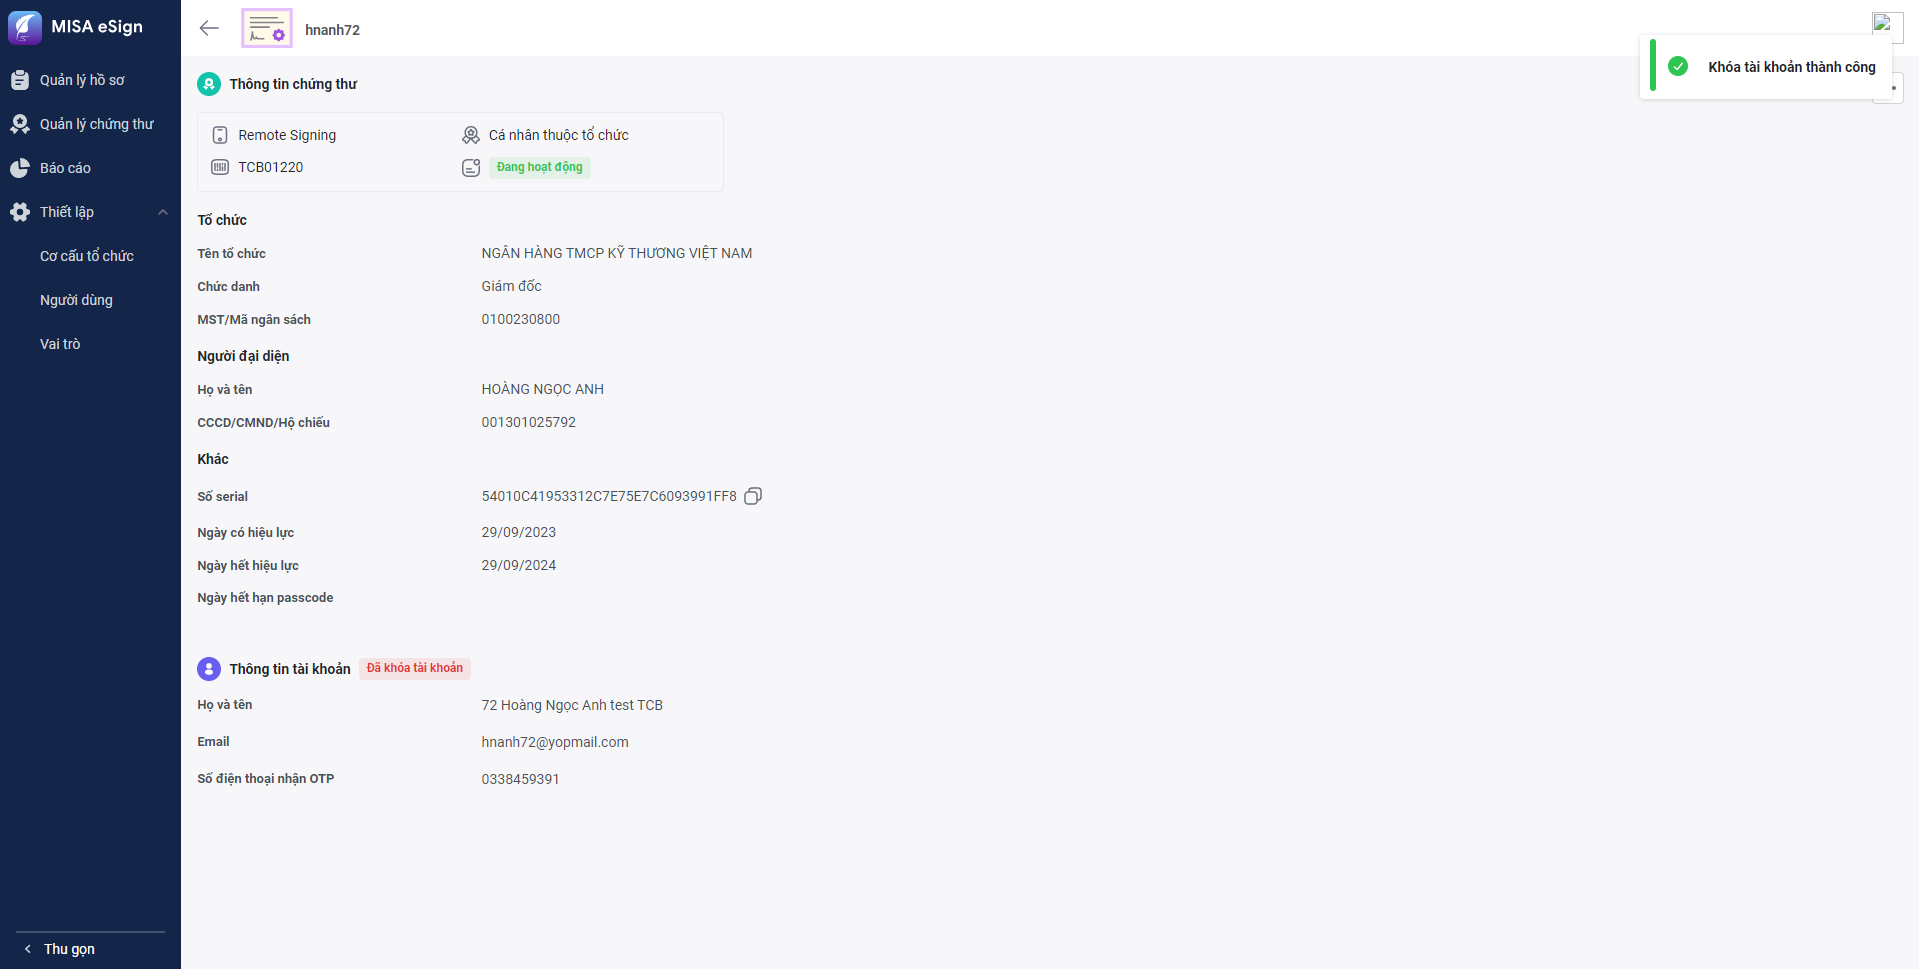 MISA eSign
hnanh72
Khóa tài khoản thành công
Quản lý hồ sơ
Quản lý chứng thư
Báo cáo
Thiết lập
Cơ cấu tổ chức
Người dùng
Vai trò
Thu gọn
Thông tin chứng thư
Remote Signing
Cá nhân thuộc tổ chức
TCB01220
Đang hoạt động
Tổ chức
Tên tổ chức
NGÂN HÀNG TMCP KỸ THƯƠNG VIỆT NAM
Chức danh
Giám đốc
MST/Mã ngân sách
0100230800
Người đại diện
Họ và tên
HOÀNG NGỌC ANH
CCCD/CMND/Hộ chiếu
001301025792
Khác
Số serial
54010C41953312C7E75E7C6093991FF8
Ngày có hiệu lực
29/09/2023
Ngày hết hiệu lực
29/09/2024
Ngày hết hạn passcode
Thông tin tài khoản
Đã khóa tài khoản
Họ và tên
72 Hoàng Ngọc Anh test TCB
Email
hnanh72@yopmail.com
Số điện thoại nhận OTP
0338459391